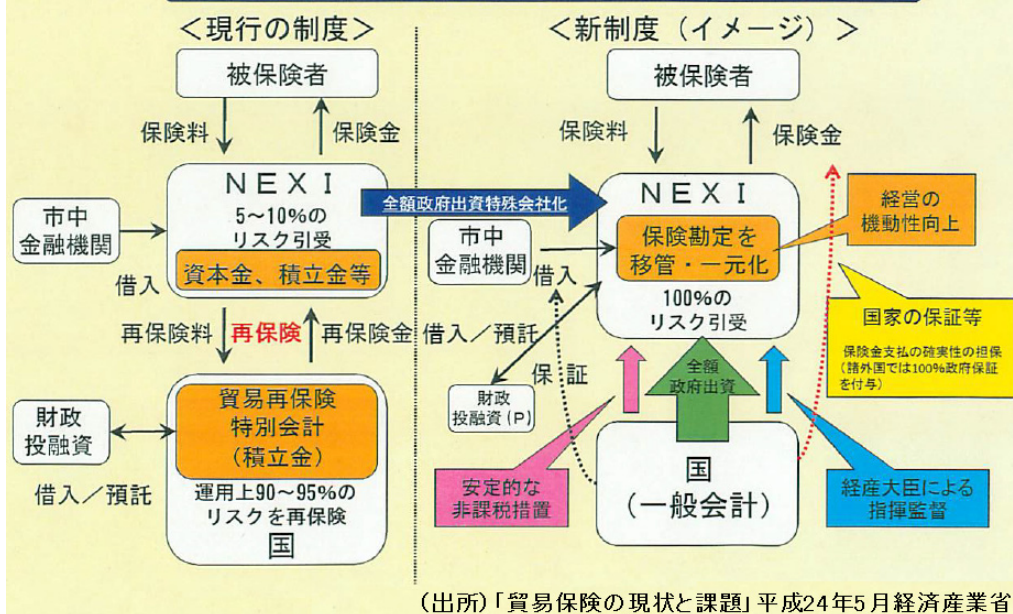 <現行の制度>
被保険者
保険料
保険金
NEXI
5~10%の
リスク引受
資本金、積立金等
市中
金融機関
借入
再保険料
再保険
再保険金
貿易再保険
特別会計
(積立金)
運用上90~95%の
リスクを再保険
国
財政
投融資
借入/預託
全額政府出資特殊会社化
<新制度(イメージ)>
被保険者
保険料
保険金
NEXI
保険勘定を
移管・一元化
100%の
リスク引受
市中
金融機関
借入
借入/預託
保証
財政
投融資(P)
全額
政府出資
国
(一般会計)
安定的な
非課税措置
経産大臣による
指揮監督
経営の
機動性向上
国家の保証等
保険金支払の確実性の担保
(諸外国では100%政府保証
を付与)
(出所)「貿易保険の現状と課題」平成24年5月経済産業省